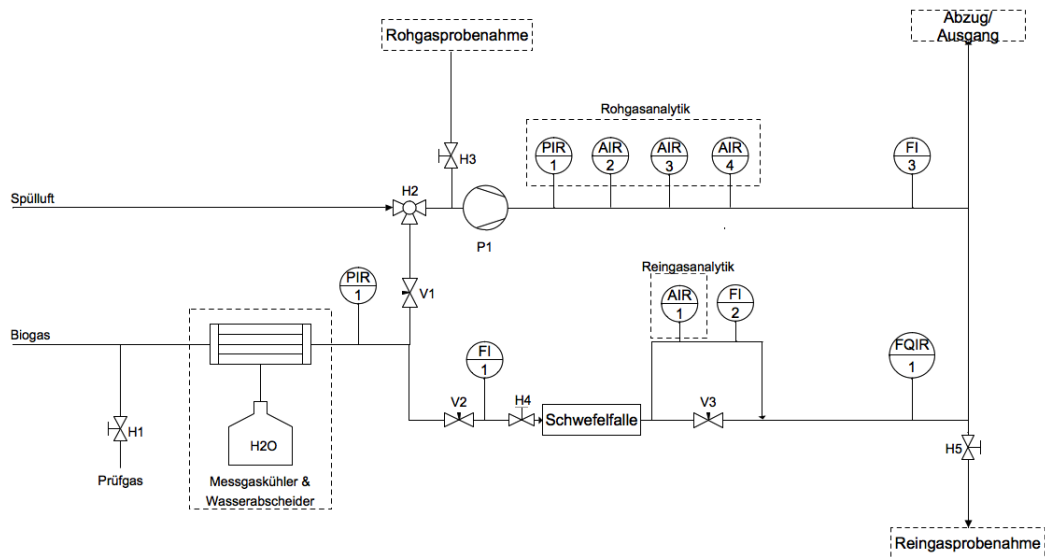 Abzug/
Ausgang
Rohgasprobenahme
Rohgasanalytik
PIR
1
AIR
2
AIR
3
AIR
4
FI
3
H3
H2
Spülluft
P1
Reingasanalytik
PIR
1
V1
AIR
1
FI
2
Biogas
FI
1
FQIR
1
V2
H4
V3
Schwefelfalle
H1
H2O
H5
Prüfgas
Messgaskühler &
Wasserabscheider
Reingasprobenahme